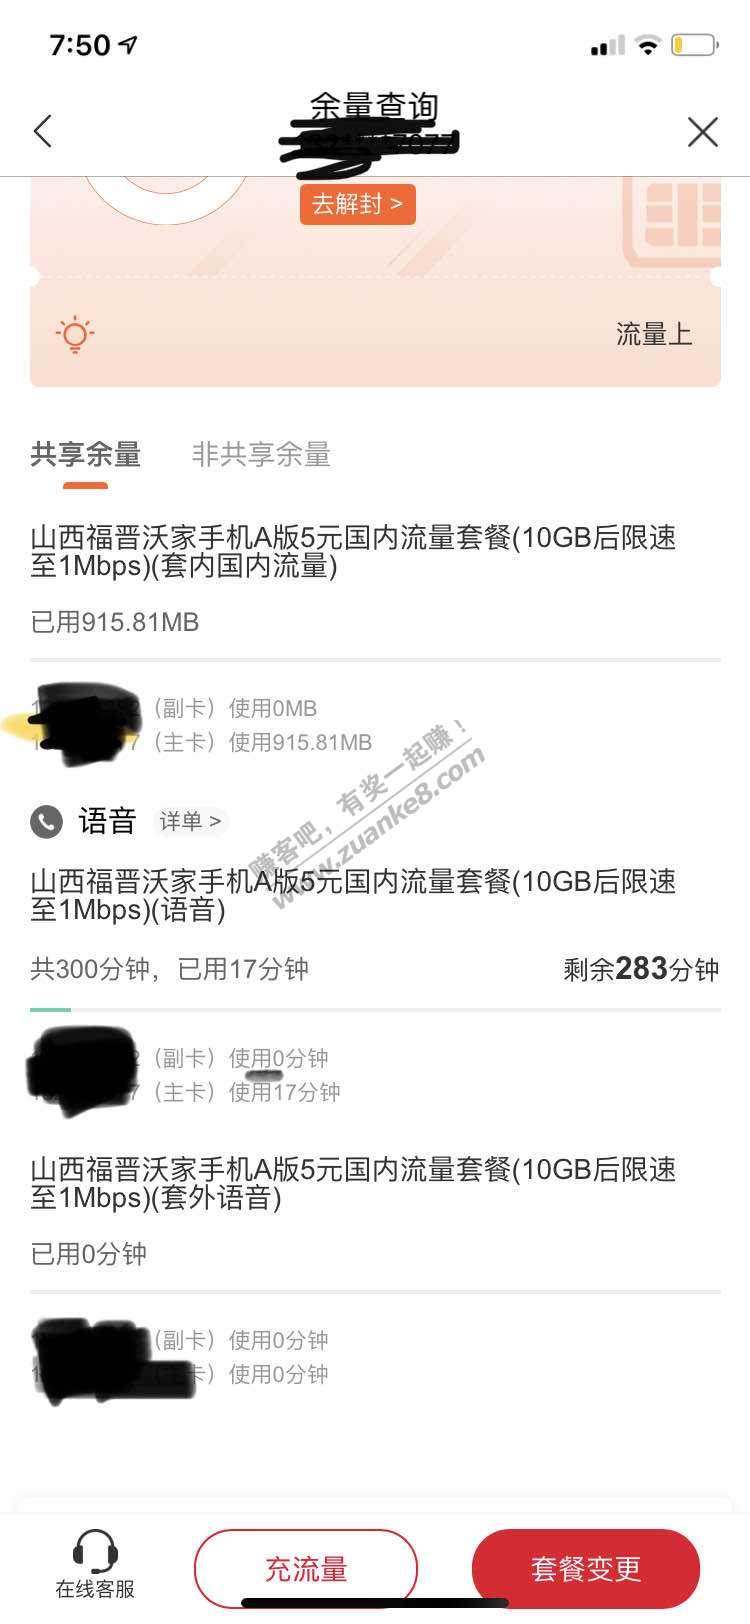 7:50
余量查询
去解封 >
流量上
共享余量 非共享余量
山西福晋沃家手机A版5元国内流量套餐(10GB后限速
至1Mbps)(套内国内流量)
已用915.81MB
（副卡）使用0MB
（主卡）使用915.81MB
语音 详单 >
赚客吧，有奖一起赚！
www.zuanke8.com
山西福晋沃家手机A版5元国内流量套餐(10GB后限速
至1Mbps)(语音)
共300分钟，已用17分钟 剩余283分钟
（副卡）使用0分钟
（主卡）使用17分钟
山西福晋沃家手机A版5元国内流量套餐(10GB后限速
至1Mbps)(套外语音)
已用0分钟
（副卡）使用0分钟
卡）使用0分钟
在线客服 充流量 套餐变更